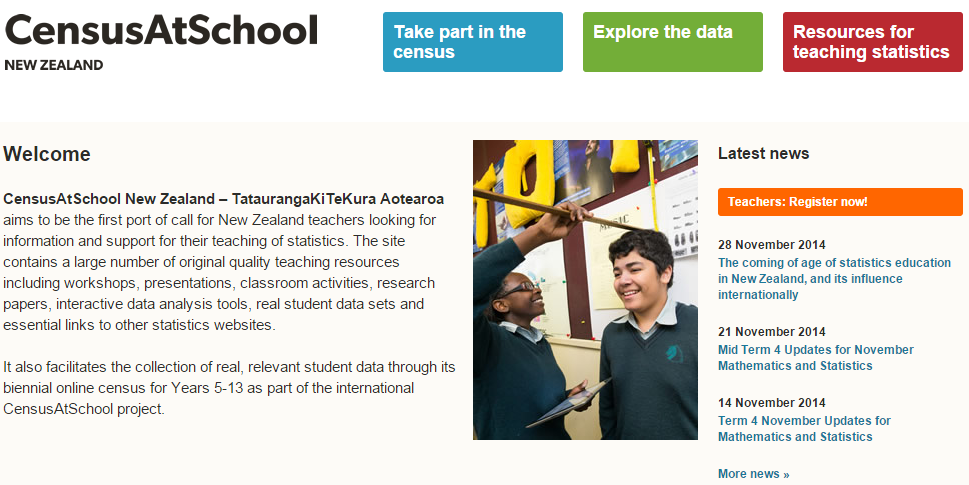 CensusAtSchool
NEW ZEALAND
Take part in the
census
Explore the data
Resources for
teaching statistics
Welcome
CensusAtSchool New Zealand – TataurangaKiTeKura Aotearoa
aims to be the first port of call for New Zealand teachers looking for
information and support for their teaching of statistics. The site
contains a large number of original quality teaching resources
including workshops, presentations, classroom activities, research
papers, interactive data analysis tools, real student data sets and
essential links to other statistics websites.
It also facilitates the collection of real, relevant student data through its
biennial online census for Years 5-13 as part of the international
CensusAtSchool project.
MUSIC
Latest news
Teachers: Register now!
28 November 2014
The coming of age of statistics education
in New Zealand, and its influence
internationally
21 November 2014
Mid Term 4 Updates for November
Mathematics and Statistics
14 November 2014
Term 4 November Updates for
Mathematics and Statistics
More news »